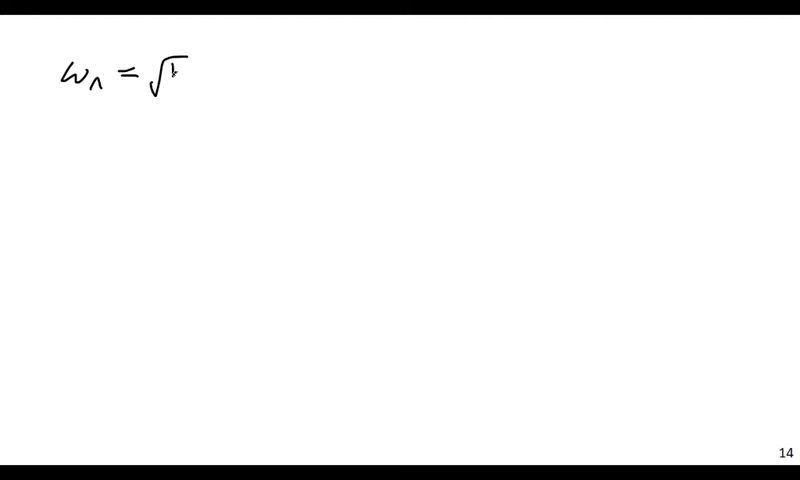 ωₙ = √
14